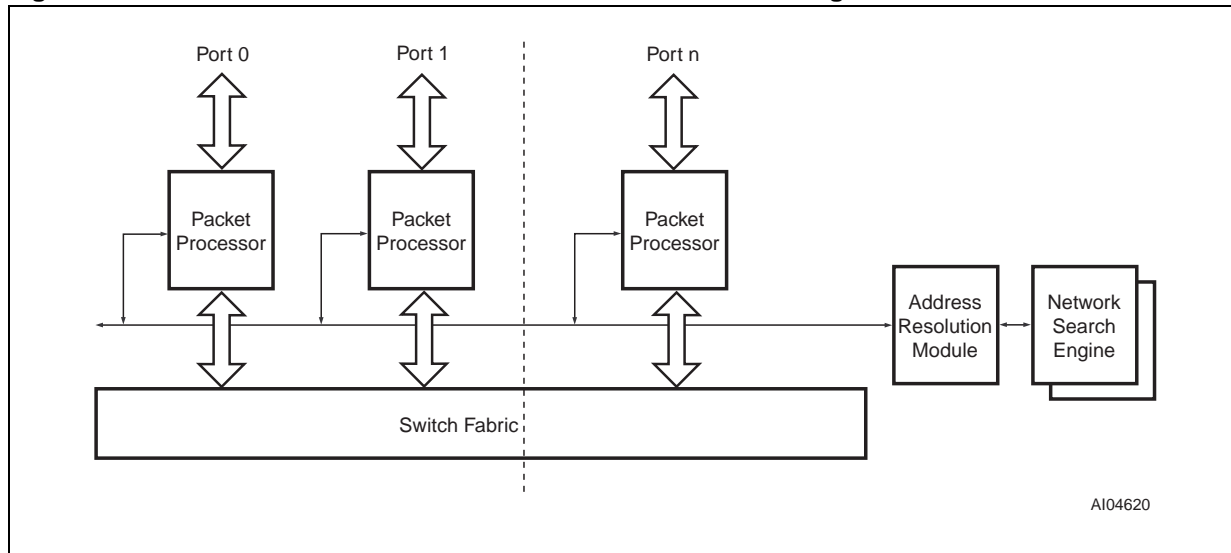 Port 0
Port 1
Port n
Packet
Processor
Packet
Processor
Packet
Processor
Address
Resolution
Module
Network
Search
Engine
Switch Fabric
AI04620